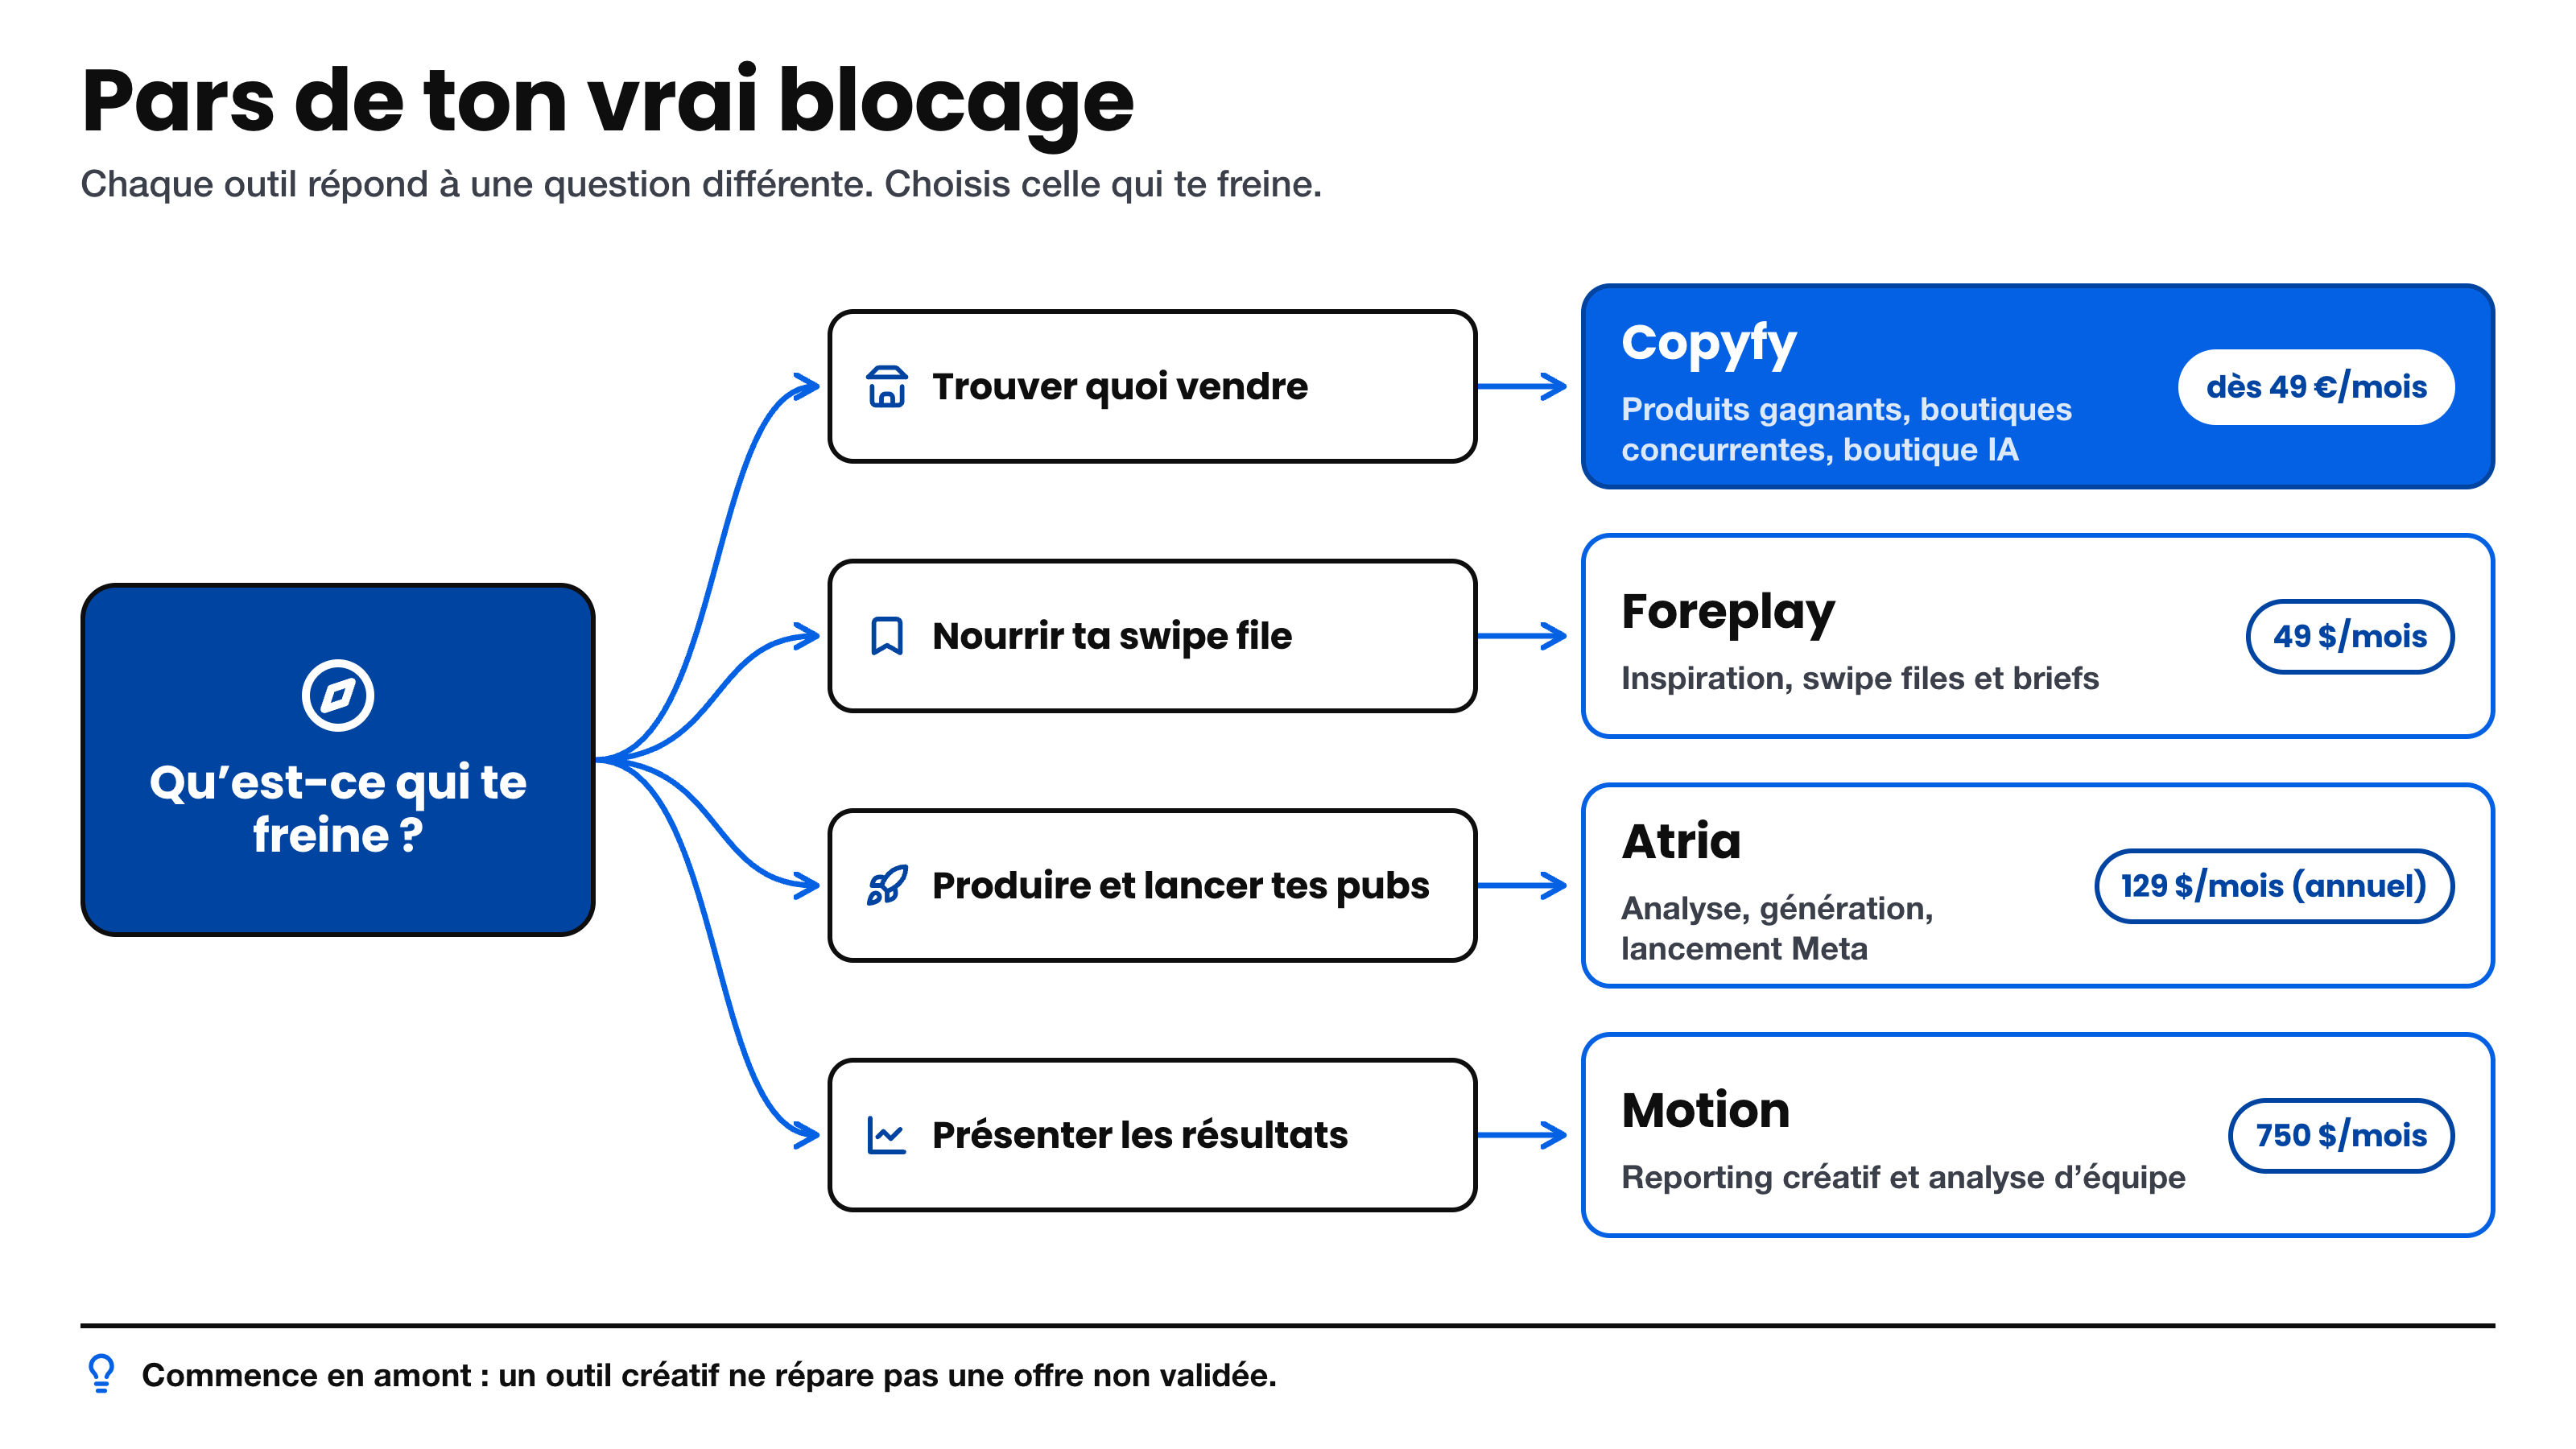 Pars de ton vrai blocage
Chaque outil répond à une question différente. Choisis celle qui te freine.
Qu’est-ce qui te
freine ?
Trouver quoi vendre
Copyfy
Produits gagnants, boutiques
concurrentes, boutique IA
dès 49 €/mois
Nourrir ta swipe file
Foreplay
Inspiration, swipe files et briefs
49 $/mois
Produire et lancer tes pubs
Atria
Analyse, génération,
lancement Meta
129 $/mois (annuel)
Présenter les résultats
Motion
Reporting créatif et analyse d’équipe
750 $/mois
Commence en amont : un outil créatif ne répare pas une offre non validée.